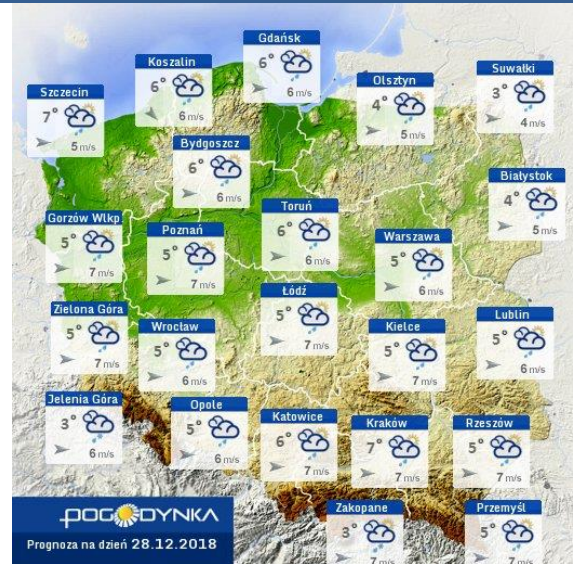 Gdańsk
6°
6 m/s
Koszalin
6°
6 m/s
Suwałki
3°
4 m/s
Olsztyn
4°
5 m/s
Szczecin
7°
5 m/s
Bydgoszcz
6°
6 m/s
Białystok
4°
5 m/s
Toruń
6°
6 m/s
Gorzów Wlkp
5°
7 m/s
Poznań
5°
7 m/s
Warszawa
5°
6 m/s
Łódź
5°
7 m/s
Zielona Góra
5°
7 m/s
Wrocław
5°
6 m/s
Kielce
5°
7 m/s
Lublin
5°
6 m/s
Jelenia Góra
3°
6 m/s
Opole
5°
6 m/s
Katowice
6°
7 m/s
Kraków
7°
7 m/s
Rzeszów
5°
7 m/s
Zakopane
3°
7 m/s
Przemyśl
5°
7 m/s
POGODYNKA
Prognoza na dzień 28.12.2018